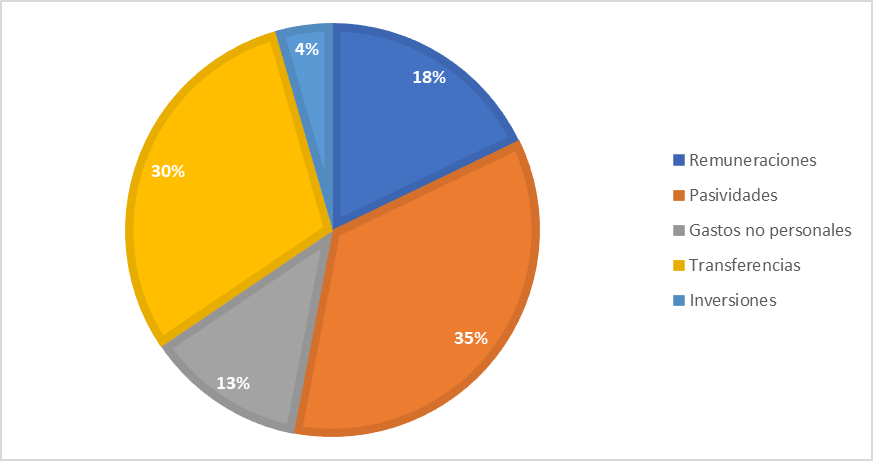 4%
18%
30%
35%
13%
Remuneraciones
Pasividades
Gastos no personales
Transferencias
Inversiones